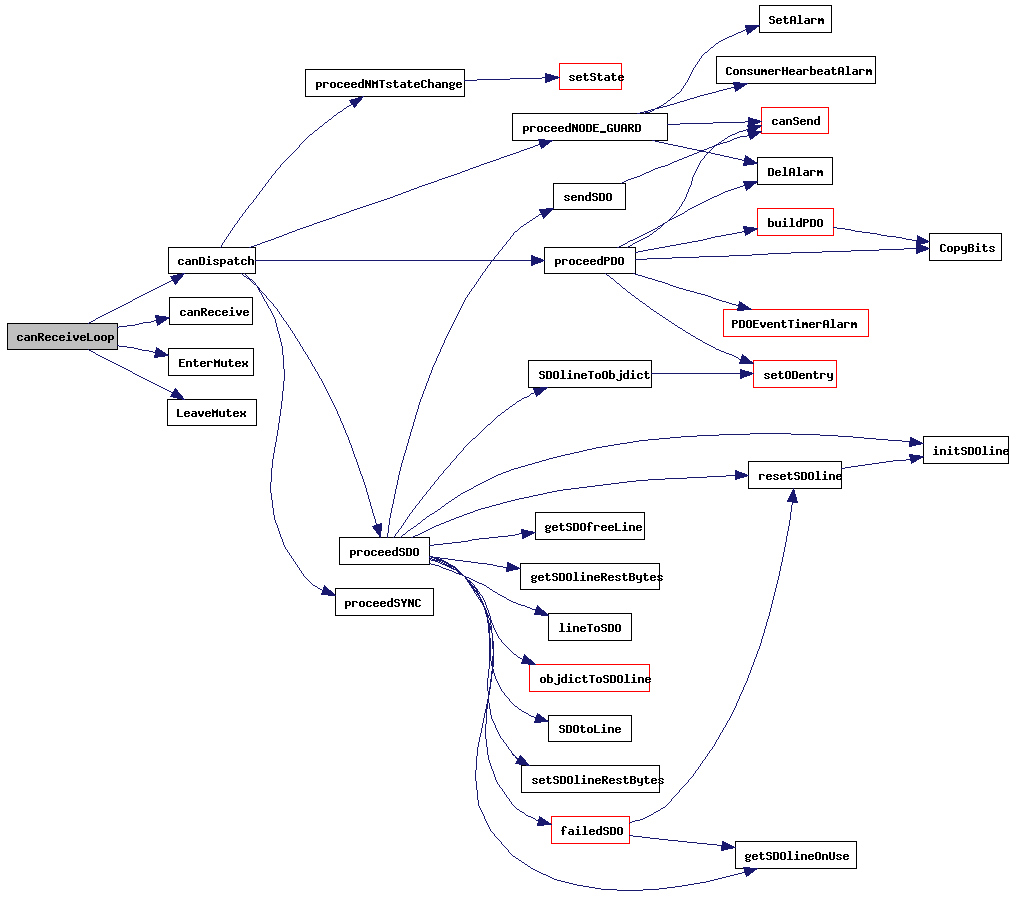 SetAlarm
ConsumerHearbeatAlarm
proceedNMTstateChange
setState
canSend
proceedNODE_GUARD
DelAlarm
sendSDO
buildPDO
CopyBits
canDispatch
proceedPDO
canReceive
PDOEventTimerAlarm
canReceiveLoop
EnterMutex
SDOlineToObjdict
setODentry
LeaveMutex
initSDOline
resetSDOline
getSDOfreeLine
proceedSDO
getSDOlineRestBytes
proceedSYNC
lineToSDO
objdictToSDOline
SDOtoLine
setSDOlineRestBytes
failedSDO
getSDOlineOnUse